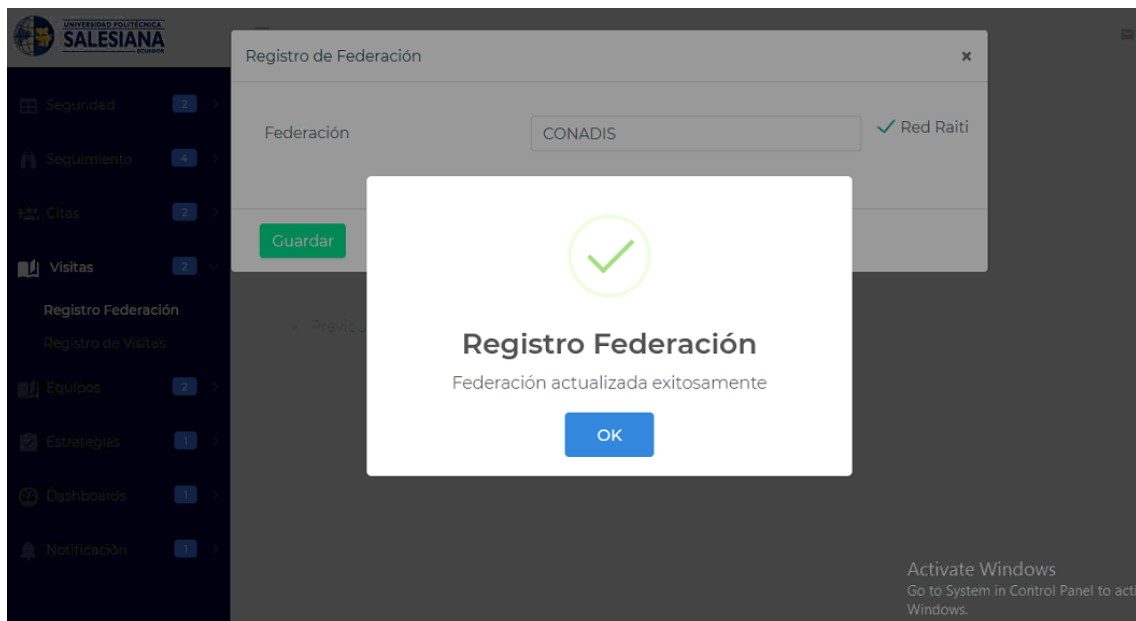 UNIVERSIDAD POLITÉCNICA
SALESIANA
ECUADOR
Registro de Federación
×
Seguridad 2
Federación CONADIS Red Raiti
Seguimiento 4
Citas 2
Guardar
Visitas 2
Registro Federación
Registro de Visitas
Registro Federación
Federación actualizada exitosamente
OK
Equipos 2
Estrategias 1
Dashboards 1
Notificación 1
Activate Windows
Go to System in Control Panel to acti
Windows.